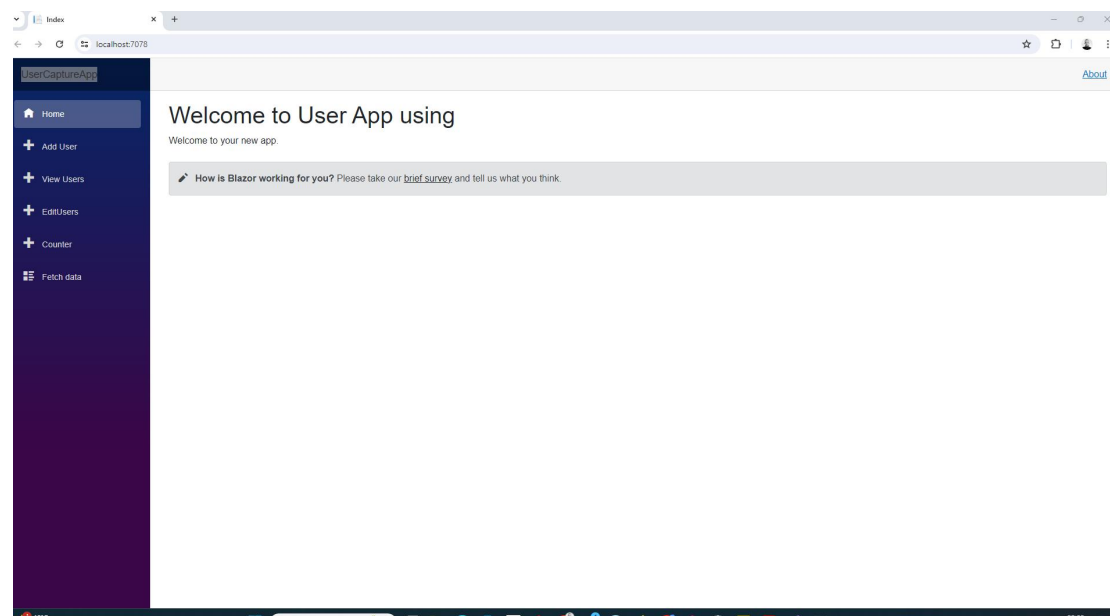 Index
localhost:7078
UserCaptureApp
About
Home
Add User
View Users
EditUsers
Counter
Fetch data
Welcome to User App using
Welcome to your new app.
How is Blazor working for you? Please take our brief survey and tell us what you think.